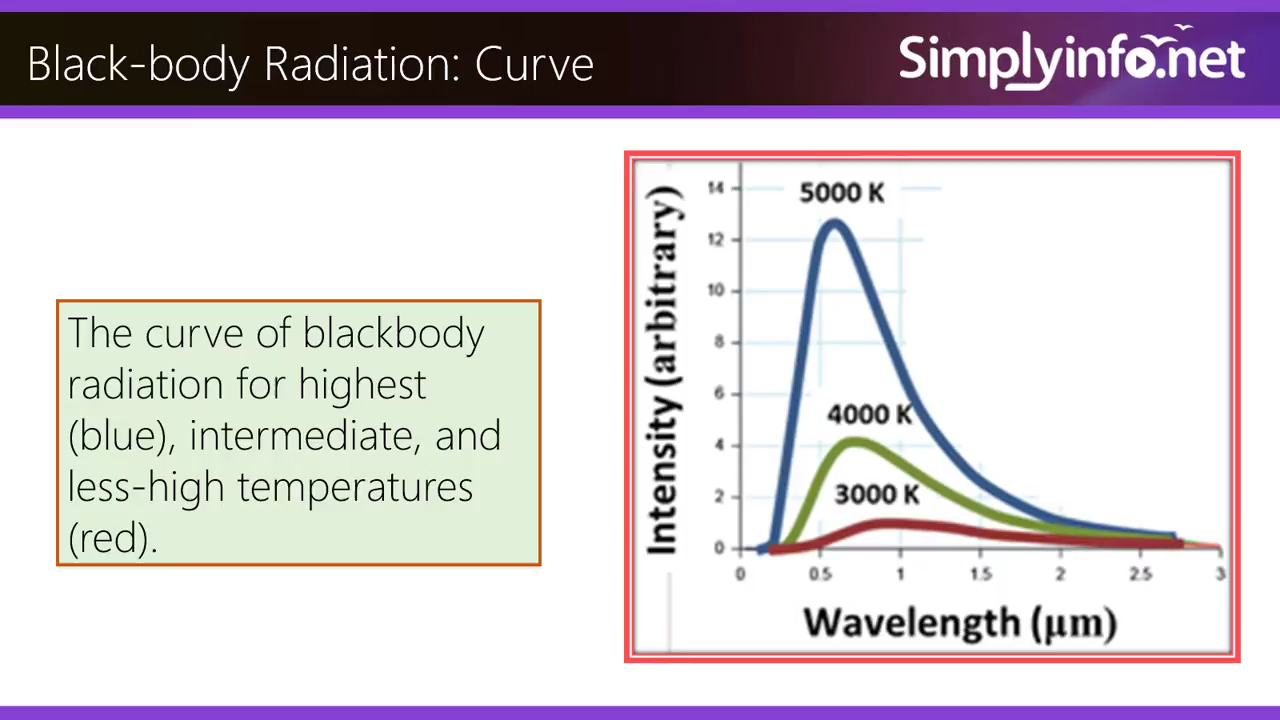 Black-body Radiation: Curve
Simplyinfo.net
The curve of blackbody
radiation for highest
(blue), intermediate, and
less-high temperatures
(red).
Intensity (arbitrary)
14
12
10
8
6
4
2
0
5000 K
4000 K
3000 K
0 0.5 1 1.5 2 2.5 3
Wavelength (μm)